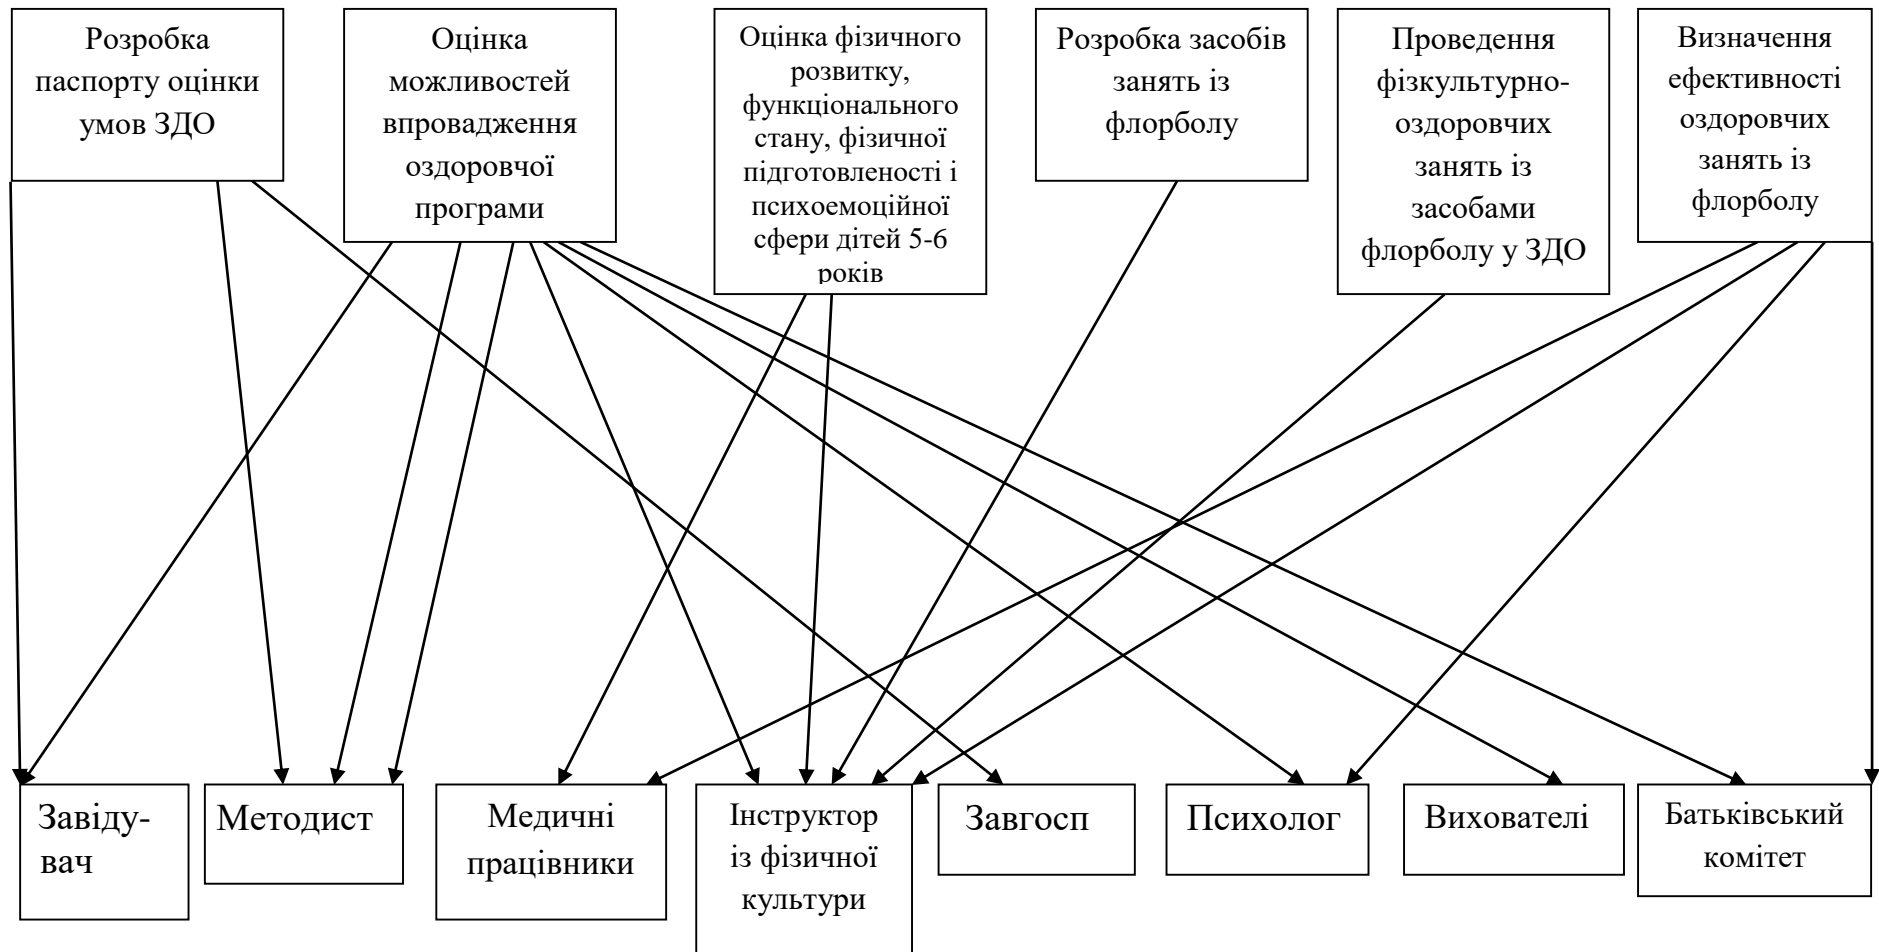 Розробка
паспорту оцінки
умов ЗДО
Оцінка
можливостей
впровадження
оздоровчої
програми
Оцінка фізичного
розвитку,
функціонального
стану, фізичної
підготовленості і
психоемоційної
сфери дітей 5-6
років
Розробка засобів
занять із
флорболу
Проведення
фізкультурно-
оздоровчих
занять із
засобами
флорболу у ЗДО
Визначення
ефективності
оздоровчих
занять із
флорболу
Завіду-
вач
Методист
Медичні
працівники
Інструктор
із фізичної
культури
Завгосп
Психолог
Вихователі
Батьківський
комітет